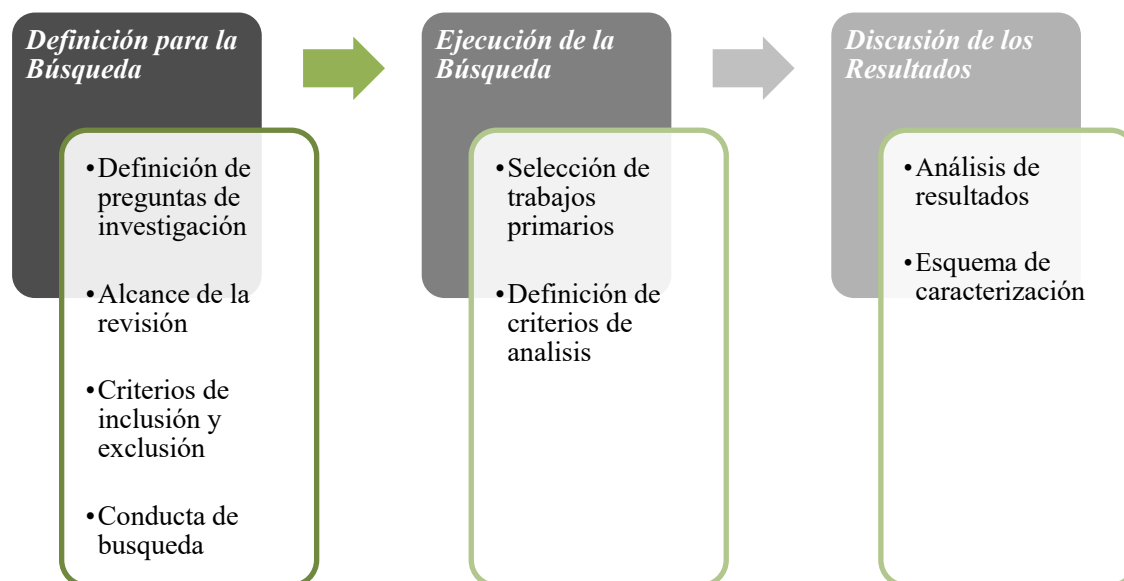 Definición para la
Búsqueda
•Definición de
preguntas de
investigación
•Alcance de la
revisión
•Criterios de
inclusión y
exclusión
•Conducta de
busqueda
Ejecución de la
Búsqueda
•Selección de
trabajos
primarios
•Definición de
criterios de
analisis
Discusión de los
Resultados
•Análisis de
resultados
•Esquema de
caracterización